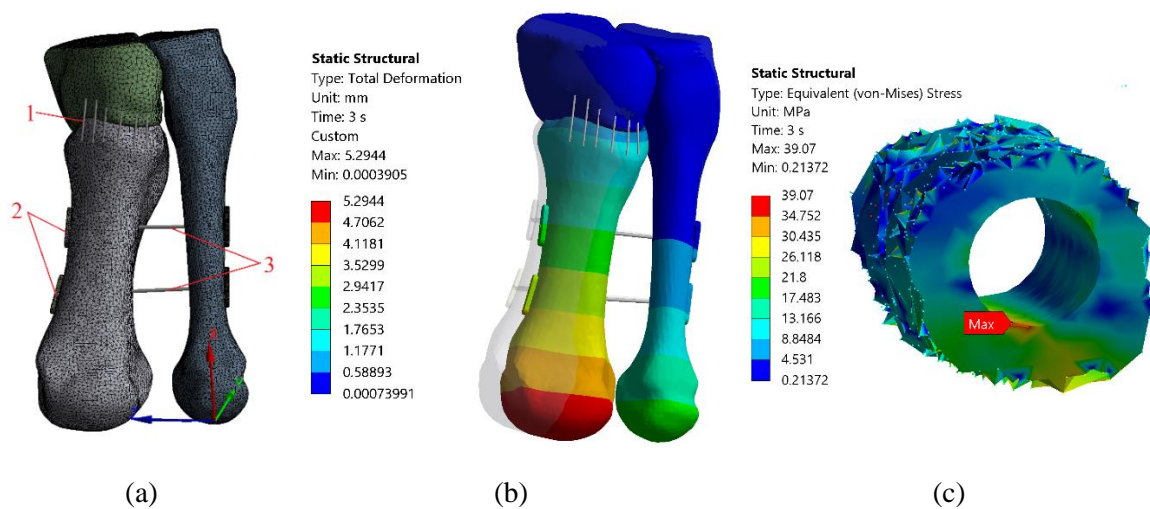 1
2
3
Static Structural
Type: Total Deformation
Unit: mm
Time: 3 s
Custom
Max: 5.2944
Min: 0.0003905
5.2944
4.7062
4.1181
3.5299
2.9417
2.3535
1.7653
1.1771
0.58893
0.00073991
Static Structural
Type: Equivalent (von-Mises) Stress
Unit: MPa
Time: 3 s
Max: 39.07
Min: 0.21372
39.07
34.752
30.435
26.118
21.8
17.483
13.166
8.8484
4.531
0.21372
Max
(a)
(b)
(c)